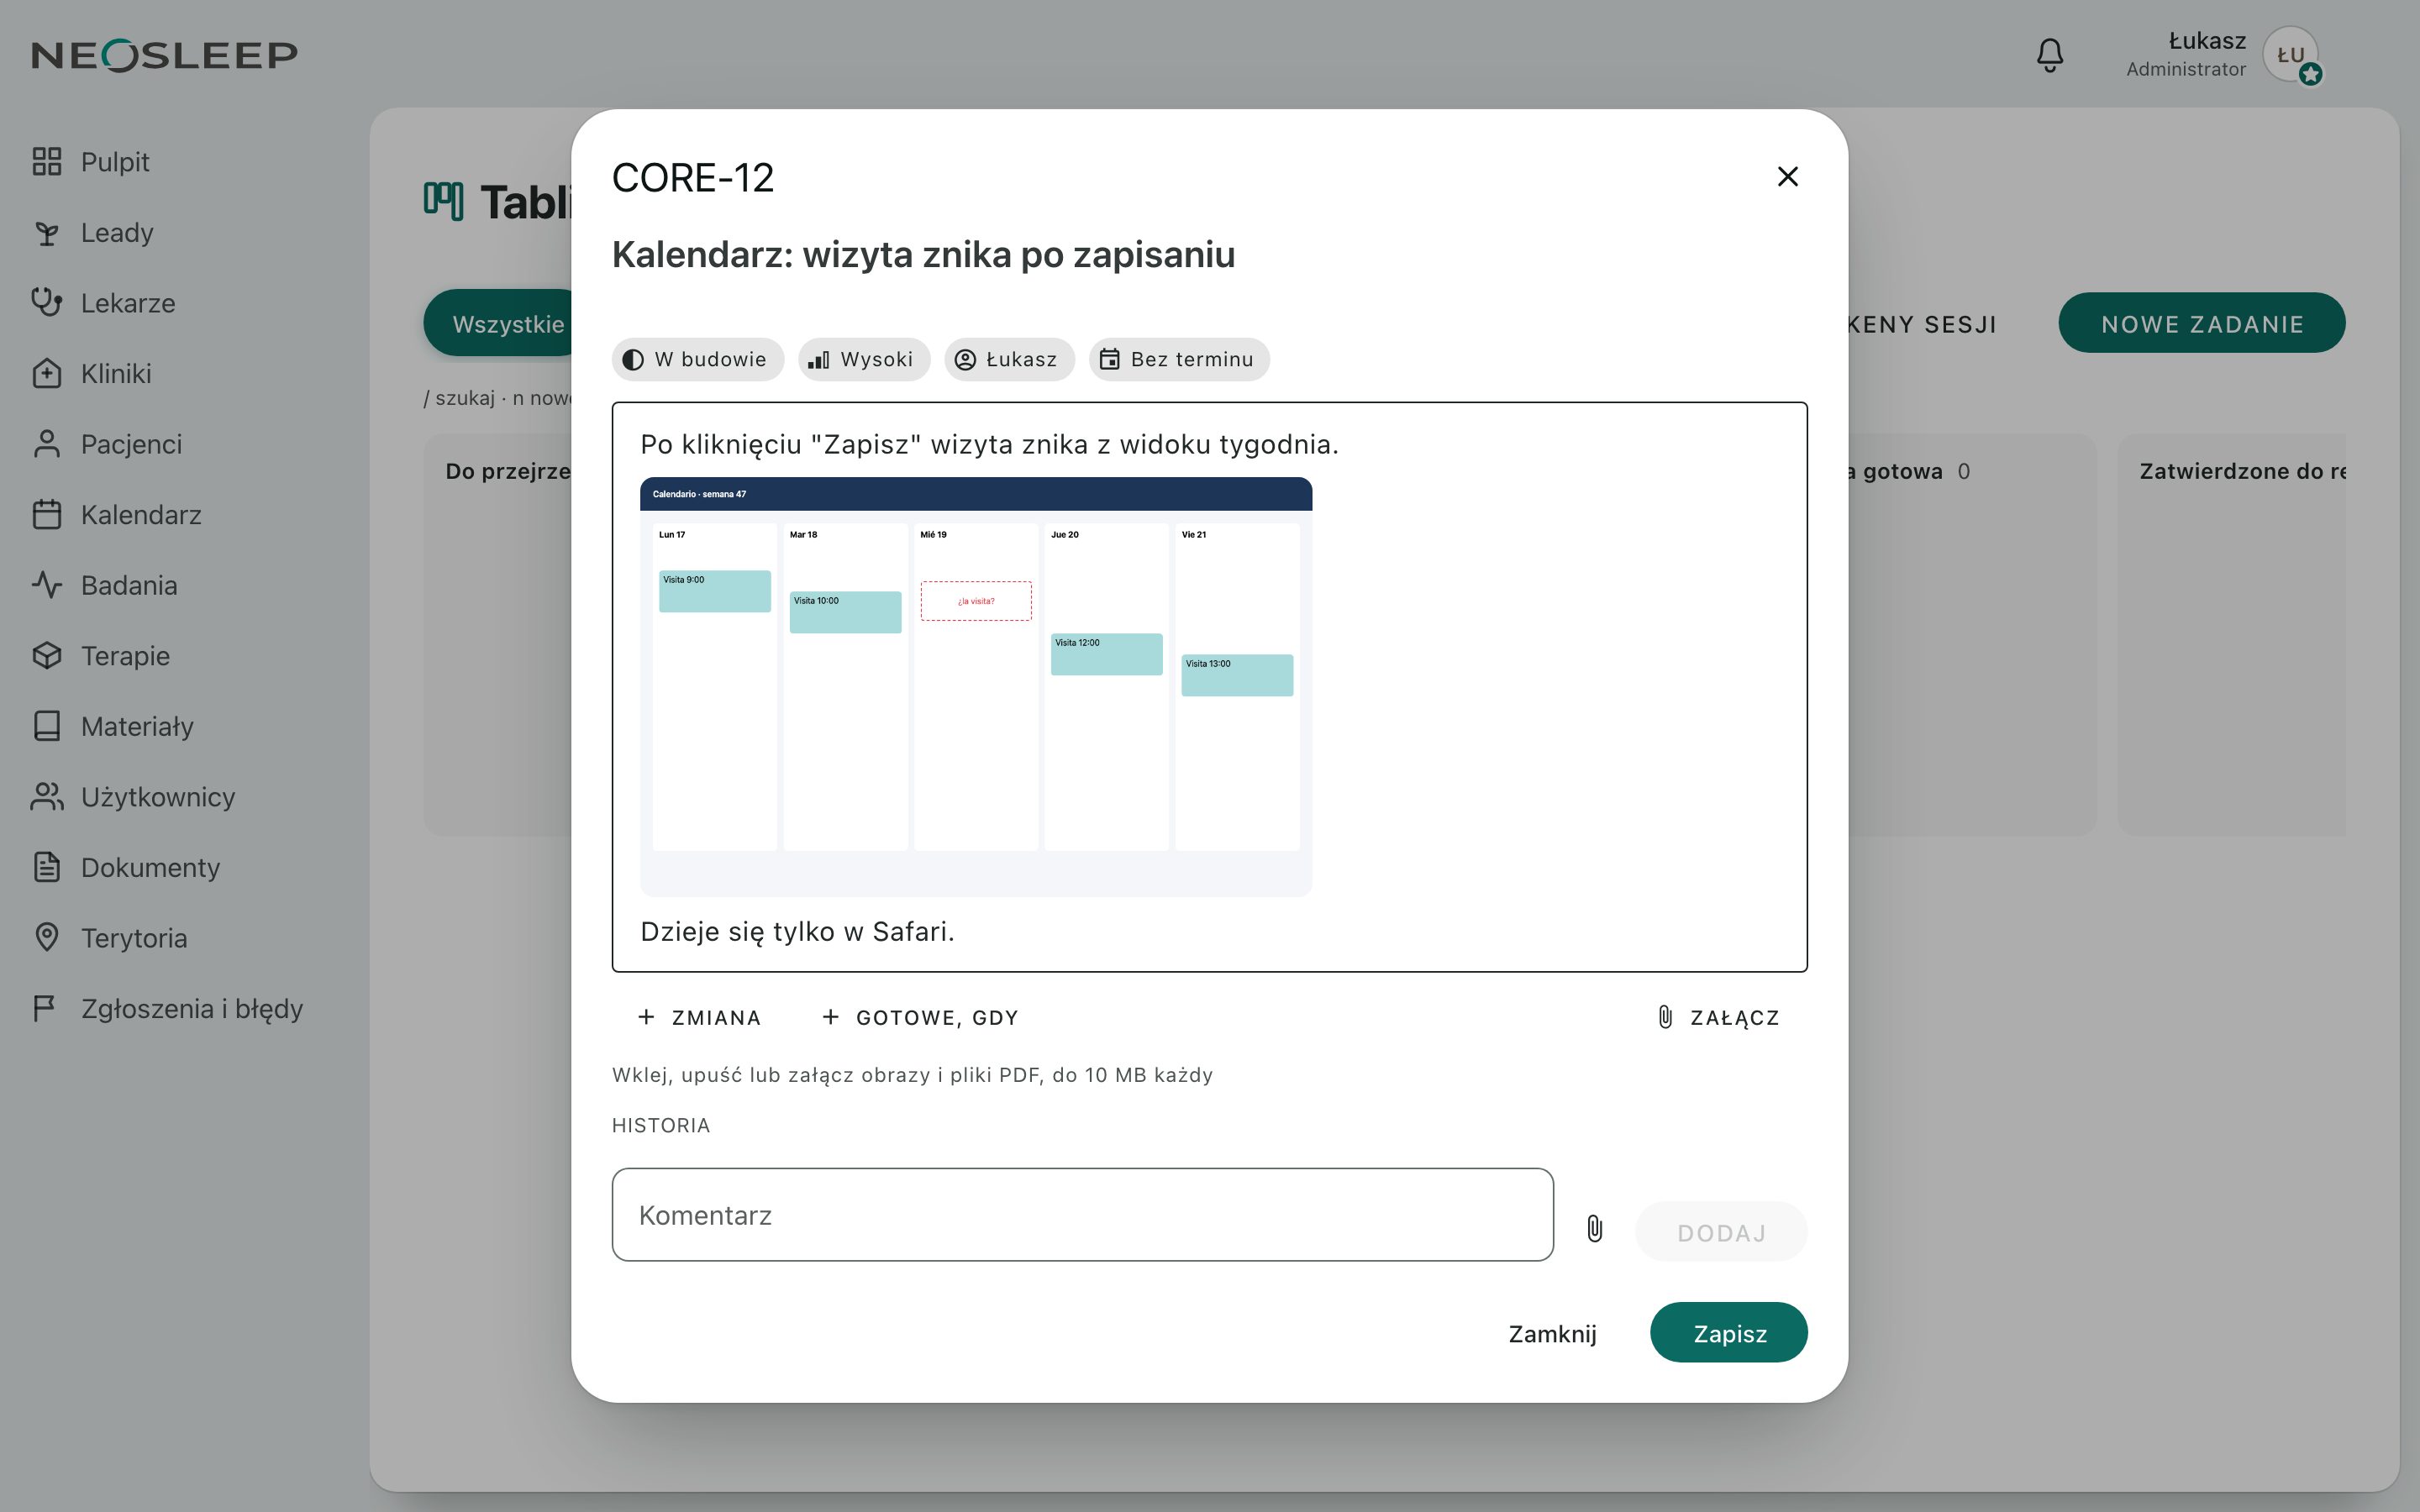 NEOSLEEP
Łukasz
Administrator
ŁU
Pulpit
Leady
Lekarze
Kliniki
Pacjenci
Kalendarz
Badania
Terapie
Materiały
Użytkownicy
Dokumenty
Terytoria
Zgłoszenia i błędy
Tabli
Wszystkie
KENY SESJI
NOWE ZADANIE
/ szukaj · n nowe
Do przejrze
a gotowa 0
Zatwierdzone do re
CORE-12
Kalendarz: wizyta znika po zapisaniu
W budowie
Wysoki
Łukasz
Bez terminu
Po kliknięciu "Zapisz" wizyta znika z widoku tygodnia.
Calendario · semana 47
Lun 17
Mar 18
Mié 19
Jue 20
Vie 21
Visita 9:00
Visita 10:00
¿la visita?
Visita 12:00
Visita 13:00
Dzieje się tylko w Safari.
+ ZMIANA
+ GOTOWE, GDY
ZAŁĄCZ
Wklej, upuść lub załącz obrazy i pliki PDF, do 10 MB każdy
HISTORIA
Komentarz
DODAJ
Zamknij
Zapisz